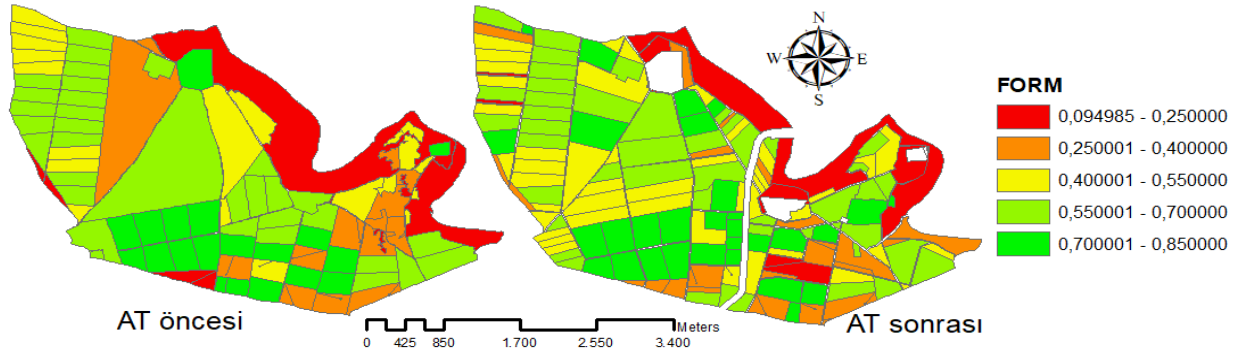 N
W E
S
FORM
0,094985 - 0,250000
0,250001 - 0,400000
0,400001 - 0,550000
0,550001 - 0,700000
0,700001 - 0,850000
AT öncesi
AT sonrası
Meters
0 425 850 1.700 2.550 3.400